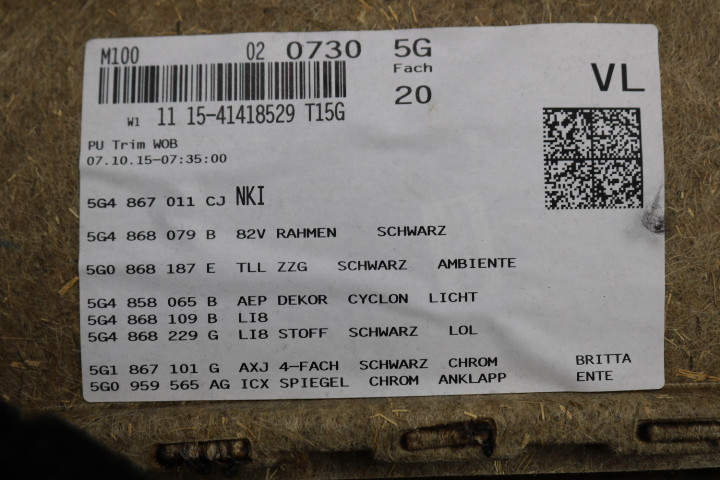 M100 02 0730 5G
Fach
VL
20
W1 11 15-41418529 T15G
PU Trim WOB
07.10.15-07:35:00
5G4 867 011 CJ NKI
5G4 868 079 B 82V RAHMEN SCHWARZ
5G0 868 187 E TLL ZZG SCHWARZ AMBIENTE
5G4 858 065 B AEP DEKOR CYCLON LICHT
5G4 868 109 B LI8
5G4 868 229 G LI8 STOFF SCHWARZ LOL
5G1 867 101 G AXJ 4-FACH SCHWARZ CHROM BRITTA
5G0 959 565 AG ICX SPIEGEL CHROM ANKLAPP ENTE